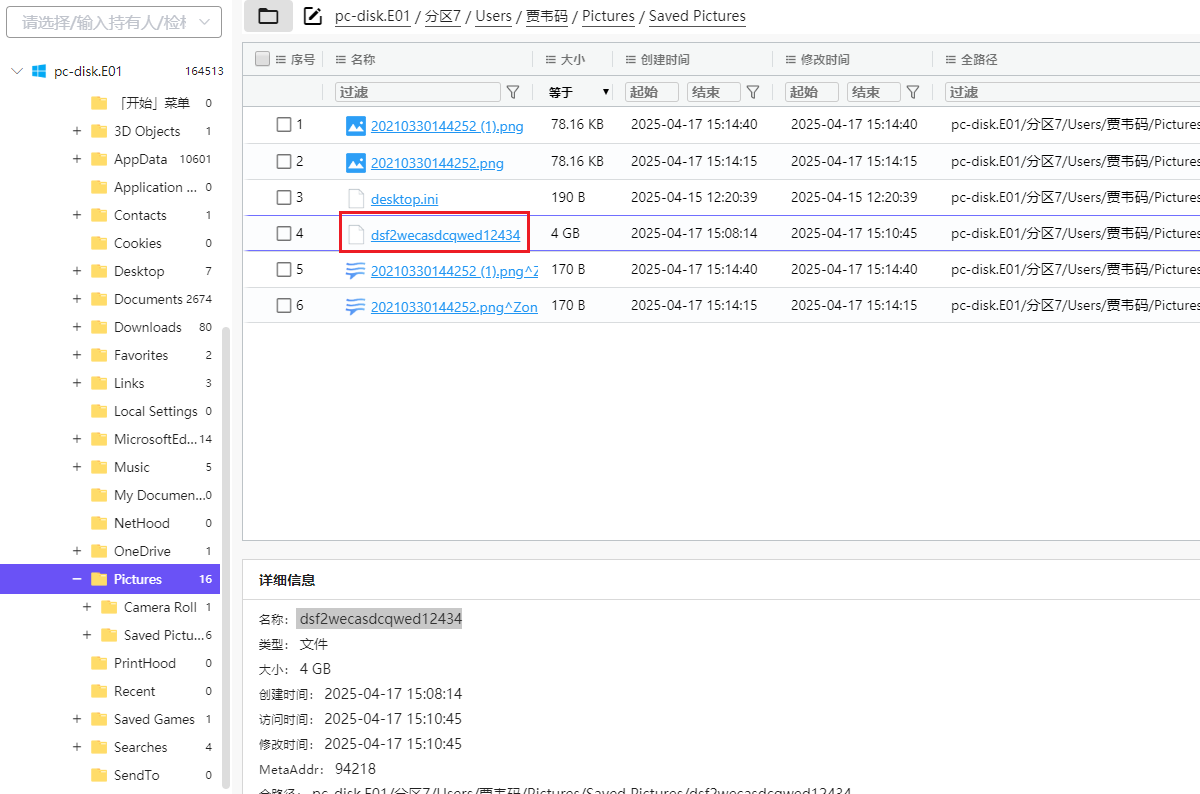 请选择/输入持有人/检材
pc-disk.E01 164513
「开始」菜单 0
3D Objects 1
AppData 10601
Application ... 0
Contacts 1
Cookies 0
Desktop 7
Documents 2674
Downloads 80
Favorites 2
Links 3
Local Settings 0
MicrosoftEd... 14
Music 5
My Documen... 0
NetHood 0
OneDrive 1
Pictures 16
Camera Roll 1
Saved Pictu... 6
PrintHood 0
Recent 0
Saved Games 1
Searches 4
SendTo 0
pc-disk.E01 / 分区7 / Users / 贾韦码 / Pictures / Saved Pictures
序号 名称 大小 创建时间 修改时间 全路径
过滤 等于 起始 结束 起始 结束 过滤
1 20210330144252 (1).png 78.16 KB 2025-04-17 15:14:40 2025-04-17 15:14:40 pc-disk.E01/分区7/Users/贾韦码/Pictures
2 20210330144252.png 78.16 KB 2025-04-17 15:14:15 2025-04-17 15:14:15 pc-disk.E01/分区7/Users/贾韦码/Pictures
3 desktop.ini 190 B 2025-04-15 12:20:39 2025-04-15 12:20:39 pc-disk.E01/分区7/Users/贾韦码/Pictures
4 dsf2wecasdcqwed12434 4 GB 2025-04-17 15:08:14 2025-04-17 15:10:45 pc-disk.E01/分区7/Users/贾韦码/Pictures
5 20210330144252 (1).png^Z 170 B 2025-04-17 15:14:40 2025-04-17 15:14:40 pc-disk.E01/分区7/Users/贾韦码/Pictures
6 20210330144252.png^Zon 170 B 2025-04-17 15:14:15 2025-04-17 15:14:15 pc-disk.E01/分区7/Users/贾韦码/Pictures
详细信息
名称: dsf2wecasdcqwed12434
类型: 文件
大小: 4 GB
创建时间: 2025-04-17 15:08:14
访问时间: 2025-04-17 15:10:45
修改时间: 2025-04-17 15:10:45
MetaAddr: 94218
全路径: pc-disk.E01/分区7/Users/贾韦码/Pictures/Saved Pictures/dsf2wecasdcqwed12434